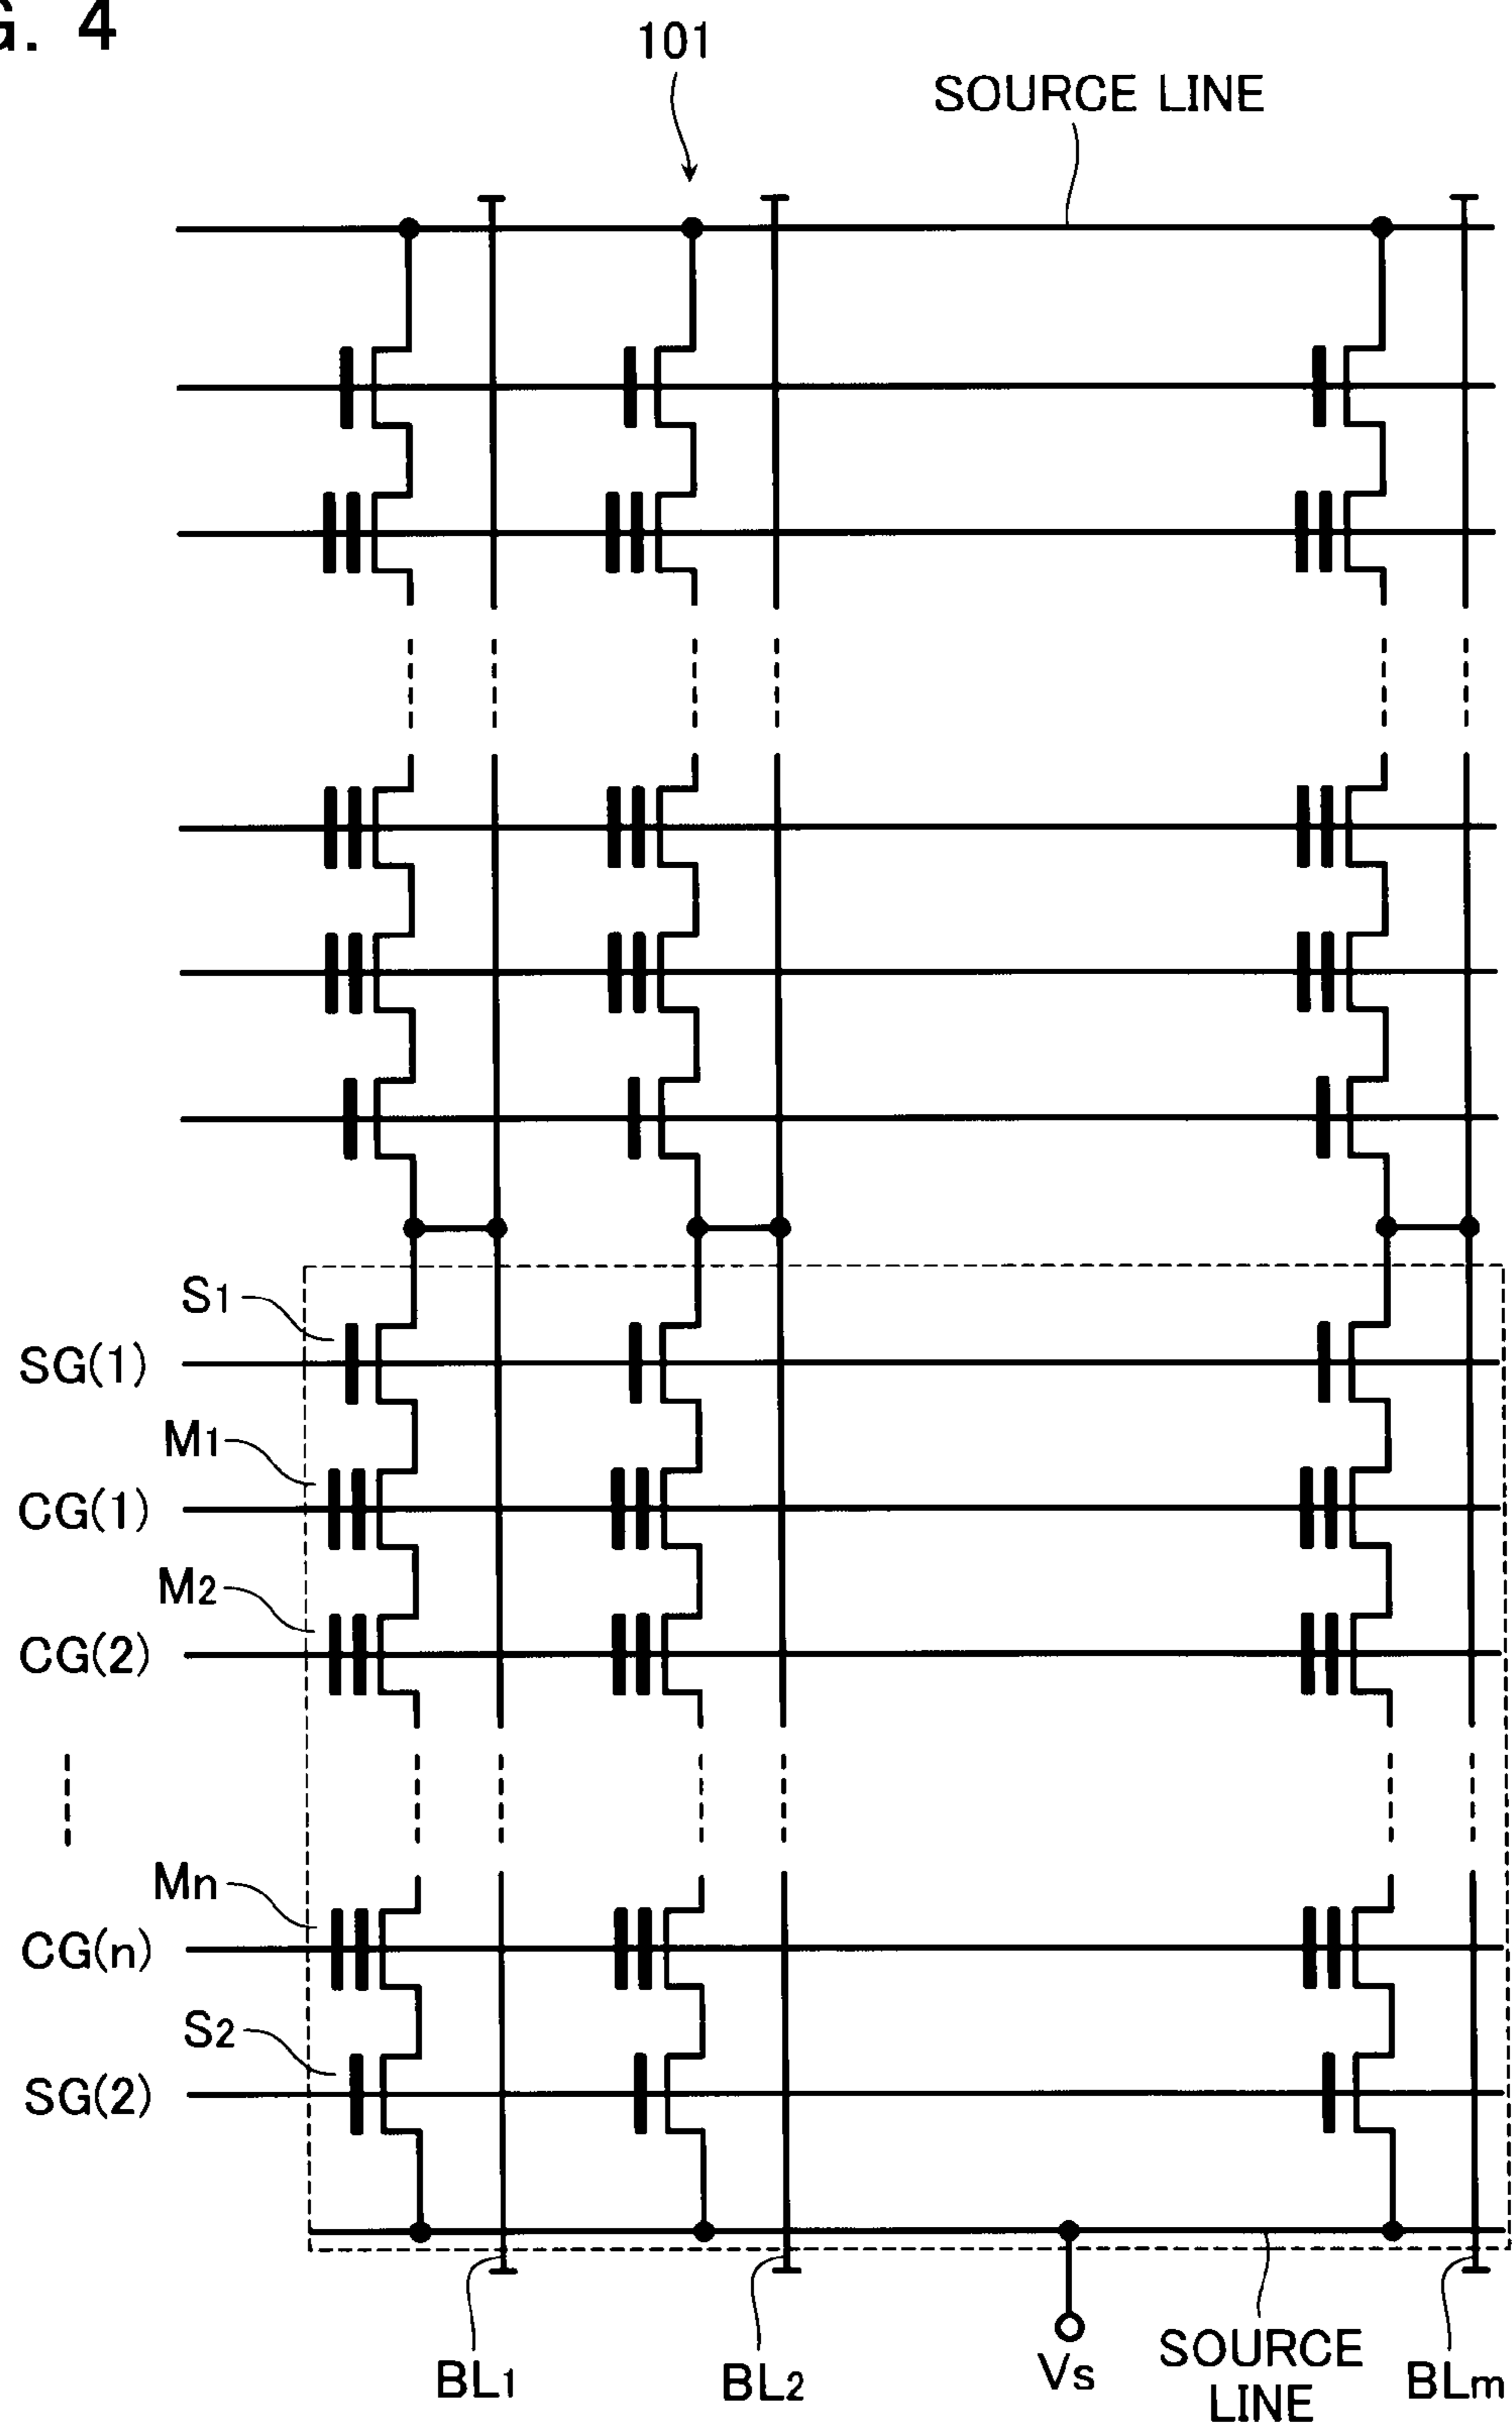 G. 4
101
SOURCE LINE
S1
SG(1)
M1
CG(1)
M2
CG(2)
Mn
CG(n)
S2
SG(2)
BL1
BL2
Vs
SOURCE
LINE
BLm